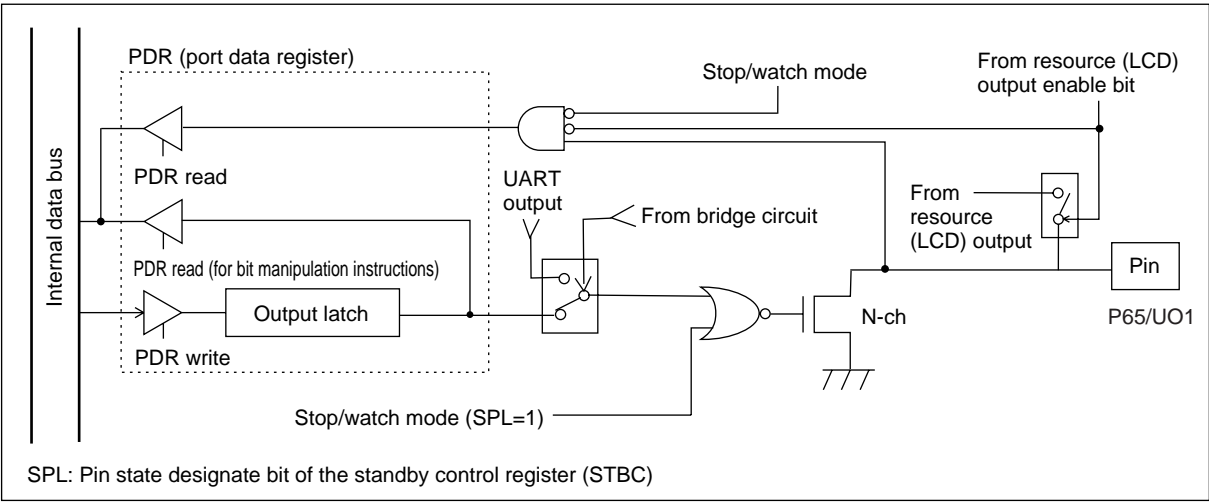 PDR (port data register)
Stop/watch mode
From resource (LCD)
output enable bit
Internal data bus
PDR read
UART
output
From bridge circuit
From
resource
(LCD) output
PDR read (for bit manipulation instructions)
Pin
Output latch
N-ch
P65/UO1
PDR write
Stop/watch mode (SPL=1)
SPL: Pin state designate bit of the standby control register (STBC)